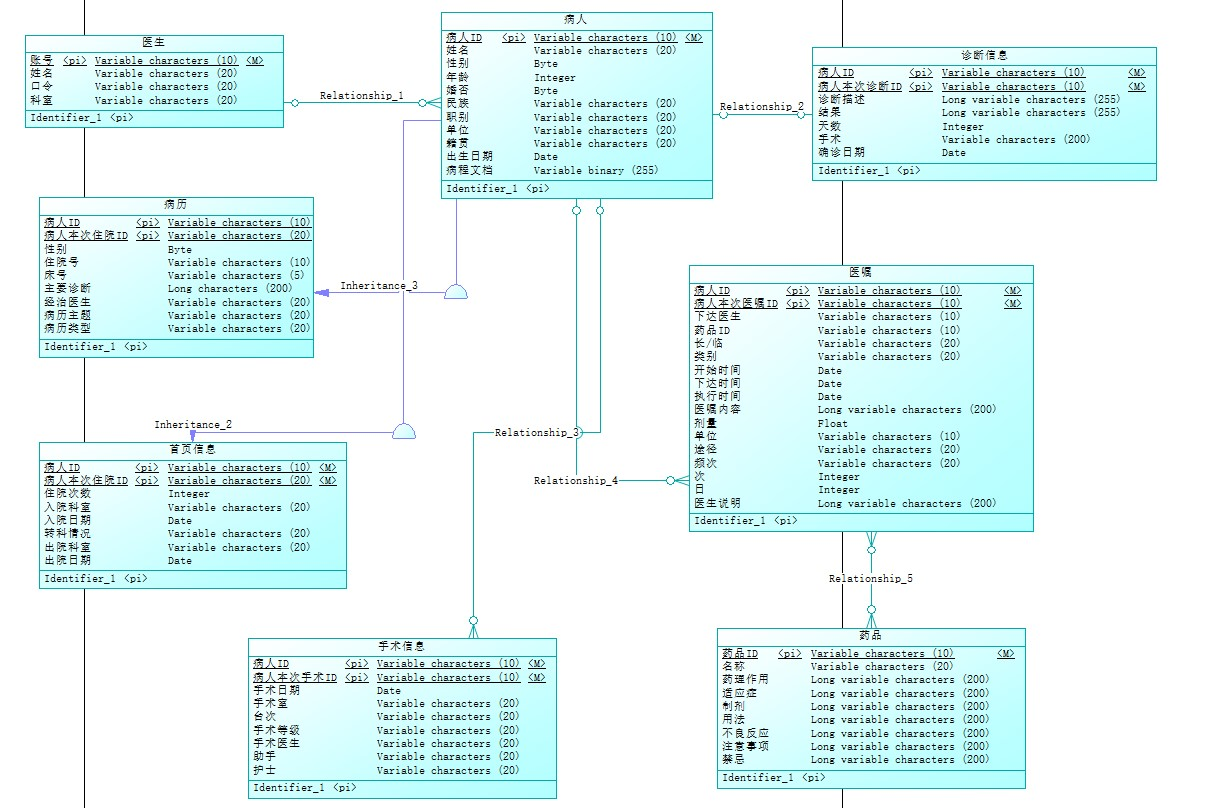 医生
账号 <pi> Variable characters (10) <M>
姓名 Variable characters (20)
口令 Variable characters (20)
科室 Variable characters (20)
Identifier_1 <pi>
Relationship_1
病人
病人ID <pi> Variable characters (10) <M>
姓名 Variable characters (20)
性别 Byte
年龄 Integer
婚否 Byte
民族 Variable characters (20)
职别 Variable characters (20)
单位 Variable characters (20)
籍贯 Variable characters (20)
出生日期 Date
病程文档 Variable binary (255)
Identifier_1 <pi>
Relationship_2
诊断信息
病人ID <pi> Variable characters (10) <M>
病人本次诊断ID <pi> Variable characters (10) <M>
诊断描述 Long variable characters (255)
结果 Long variable characters (255)
天数 Integer
手术 Variable characters (200)
确诊日期 Date
Identifier_1 <pi>
病历
病人ID <pi> Variable characters (10)
病人本次住院ID <pi> Variable characters (20)
性别 Byte
住院号 Variable characters (10)
床号 Variable characters (5)
主要诊断 Long characters (200)
经治医生 Variable characters (20)
病历主题 Variable characters (20)
病历类型 Variable characters (20)
Identifier_1 <pi>
Inheritance_3
医嘱
病人ID <pi> Variable characters (10) <M>
病人本次医嘱ID <pi> Variable characters (10) <M>
下达医生 Variable characters (10)
药品ID Variable characters (10)
长/临 Variable characters (20)
类别 Variable characters (20)
开始时间 Date
下达时间 Date
执行时间 Date
医嘱内容 Long variable characters (200)
剂量 Float
单位 Variable characters (10)
途径 Variable characters (20)
频次 Variable characters (20)
次 Integer
日 Integer
医生说明 Long variable characters (200)
Identifier_1 <pi>
Inheritance_2
首页信息
病人ID <pi> Variable characters (10) <M>
病人本次住院ID <pi> Variable characters (20) <M>
住院次数 Integer
入院科室 Variable characters (20)
入院日期 Date
转科情况 Variable characters (20)
出院科室 Variable characters (20)
出院日期 Date
Identifier_1 <pi>
Relationship_3
Relationship_4
Relationship_5
手术信息
病人ID <pi> Variable characters (10) <M>
病人本次手术ID <pi> Variable characters (10) <M>
手术日期 Date
手术室 Variable characters (20)
台次 Variable characters (20)
手术等级 Variable characters (20)
手术医生 Variable characters (20)
助手 Variable characters (20)
护士 Variable characters (20)
Identifier_1 <pi>
药品
药品ID <pi> Variable characters (10) <M>
名称 Variable characters (20)
药理作用 Long variable characters (200)
适应症 Long variable characters (200)
制剂 Long variable characters (200)
用法 Long variable characters (200)
不良反应 Long variable characters (200)
注意事项 Long variable characters (200)
禁忌 Long variable characters (200)
Identifier_1 <pi>